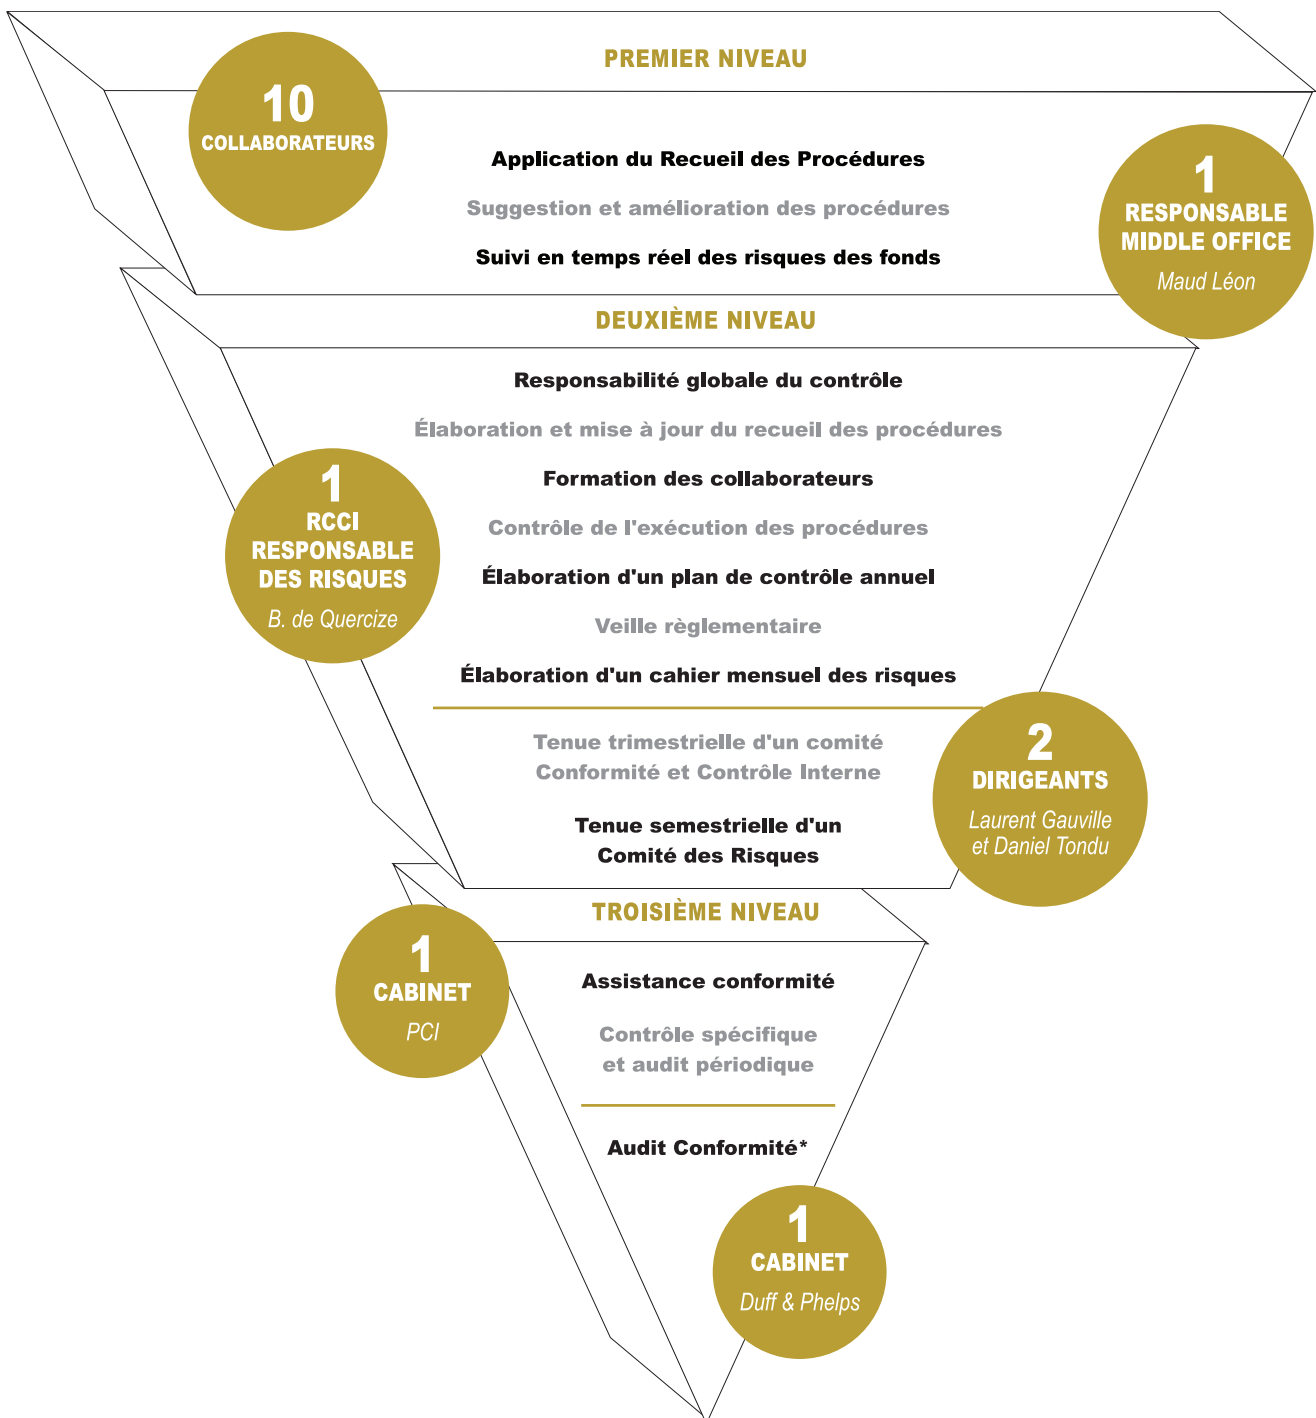 PREMIER NIVEAU
10
COLLABORATEURS
Application du Recueil des Procédures
Suggestion et amélioration des procédures
Suivi en temps réel des risques des fonds
1
RESPONSABLE
MIDDLE OFFICE
Maud Léon
DEUXIÈME NIVEAU
Responsabilité globale du contrôle
Élaboration et mise à jour du recueil des procédures
Formation des collaborateurs
Contrôle de l'exécution des procédures
Élaboration d'un plan de contrôle annuel
Veille règlementaire
Élaboration d'un cahier mensuel des risques
1
RCCI
RESPONSABLE
DES RISQUES
B. de Quercize
Tenue trimestrielle d'un comité
Conformité et Contrôle Interne
Tenue semestrielle d'un
Comité des Risques
2
DIRIGEANTS
Laurent Gauville
et Daniel Tondu
TROISIÈME NIVEAU
1
CABINET
PCI
Assistance conformité
Contrôle spécifique
et audit périodique
Audit Conformité*
1
CABINET
Duff & Phelps